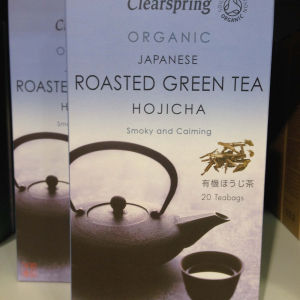 Clearspring
ORGANIC
JAPANESE
ROASTED GREEN TEA
HOJICHA
Smoky and Calming
有機ほうじ茶
20 Teabags